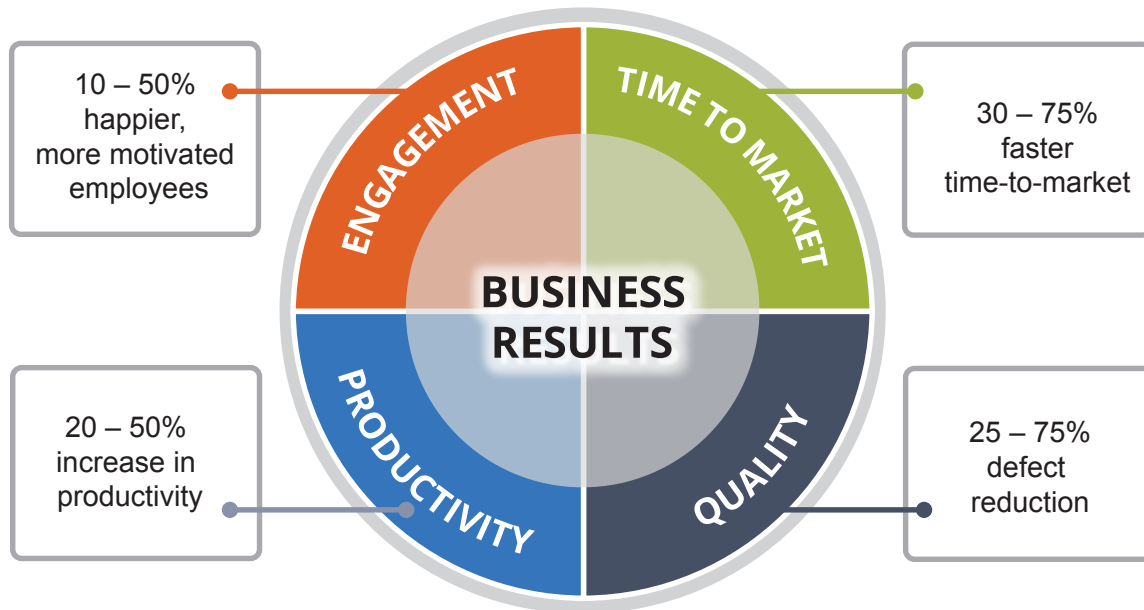 10 – 50%
happier,
more motivated
employees
ENGAGEMENT
TIME TO MARKET
30 – 75%
faster
time-to-market
BUSINESS
RESULTS
20 – 50%
increase in
productivity
PRODUCTIVITY
QUALITY
25 – 75%
defect
reduction